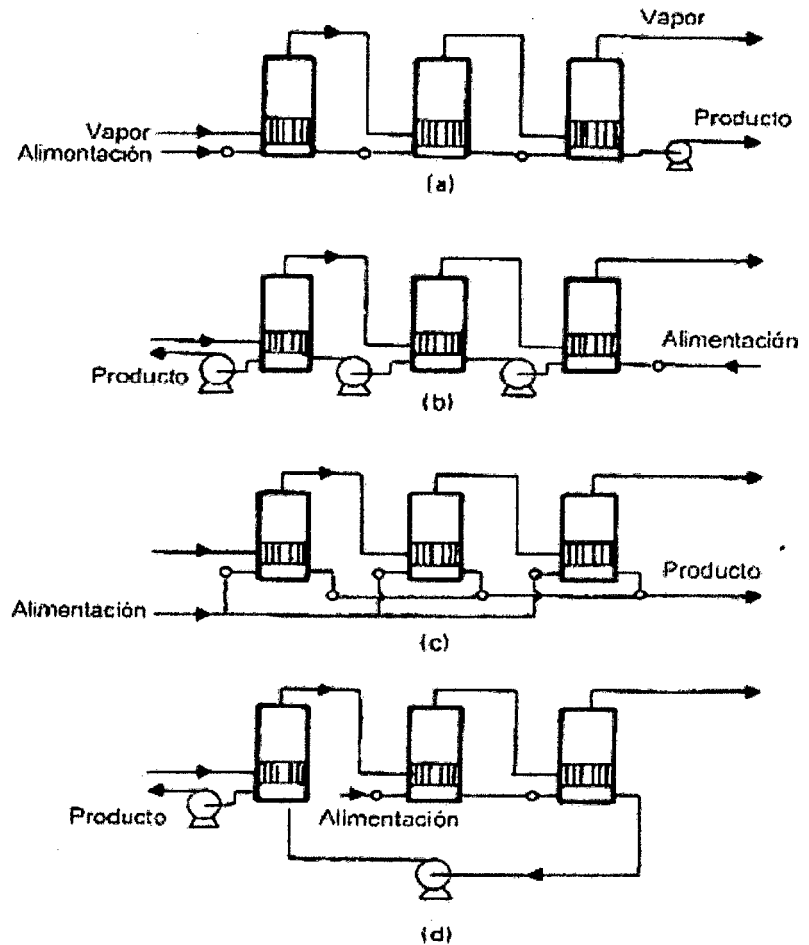 Vapor
Vapor
Alimontación
Producto
(a)
Producto
Alimentación
(b)
Alimentación
Producto
(c)
Producto
Alimentación
(d)